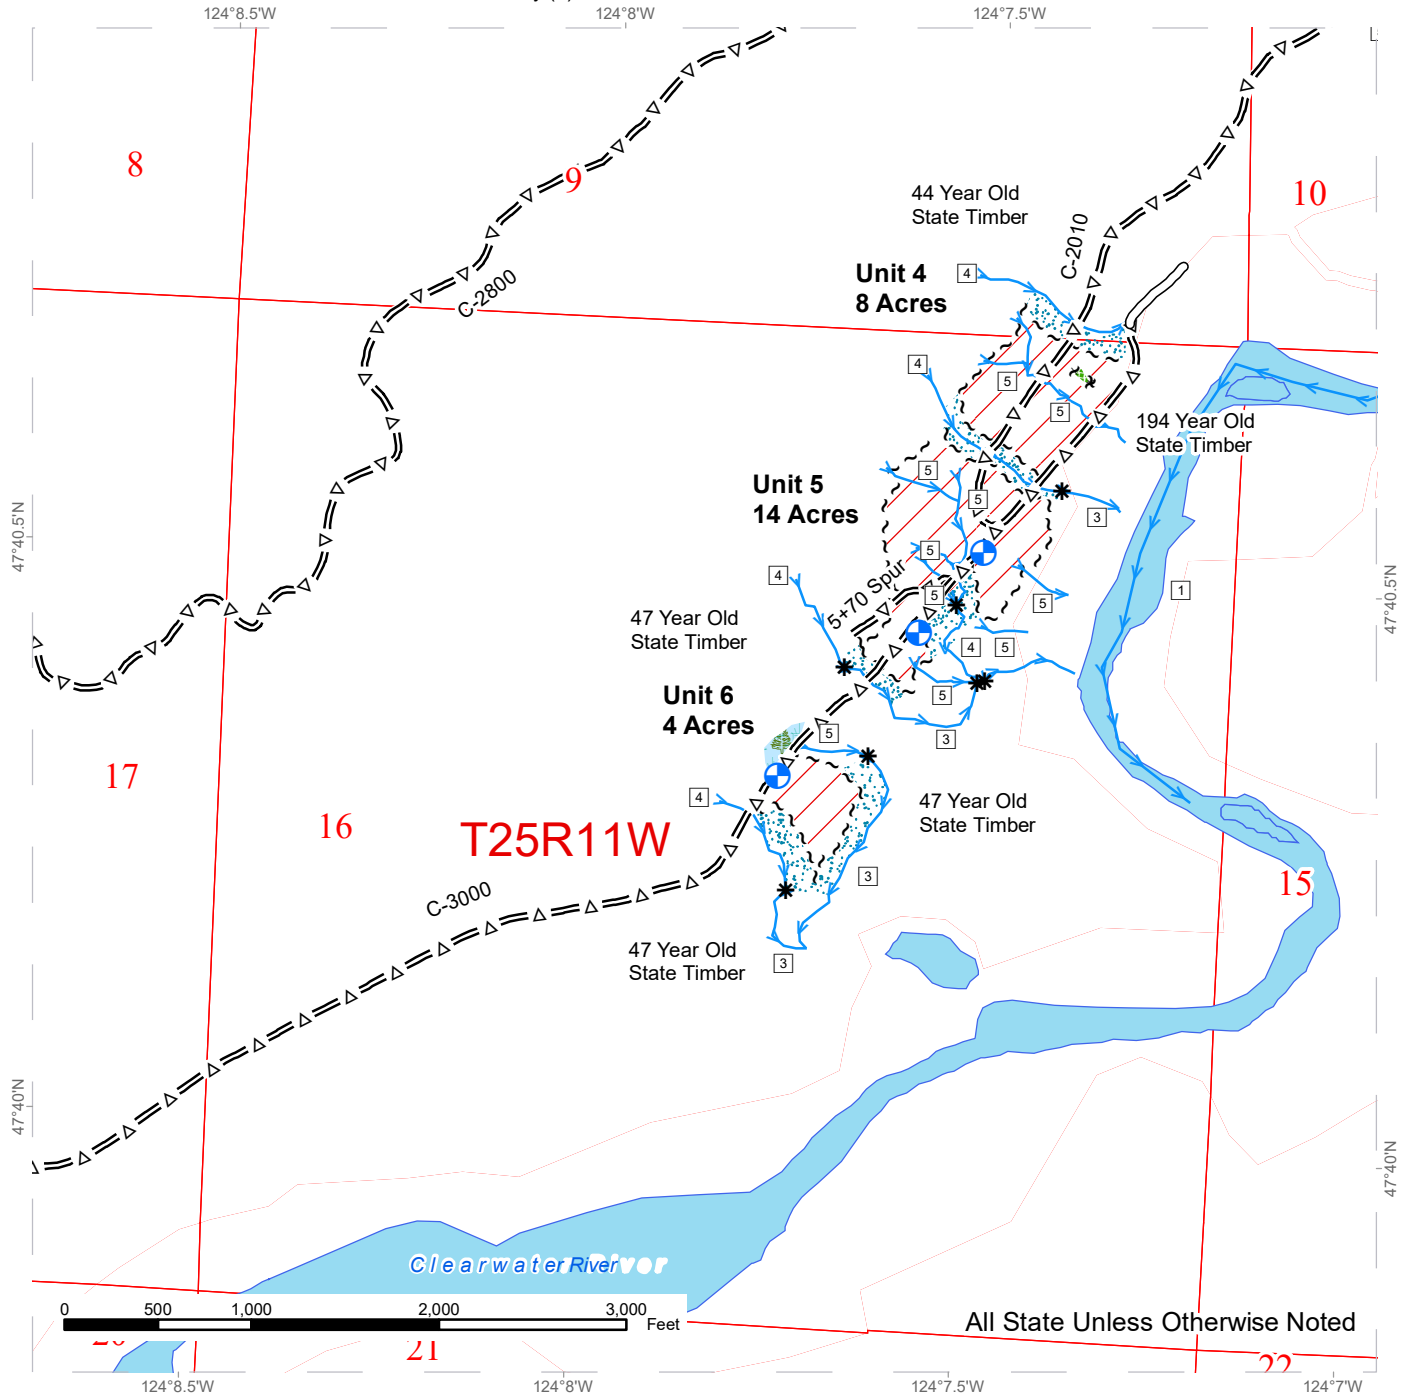 124°8.5'W
124°8'W
124°7.5'W
8
9
10
44 Year Old
State Timber
C-2010
Unit 4
8 Acres
4
C-2800
4
5
5
194 Year Old
State Timber
Unit 5
14 Acres
5
5
3
47°40.5'N
5
4
5+70 Spur
5
5
1
47°40.5'N
47 Year Old
State Timber
4
5
5
Unit 6
4 Acres
5
3
17
4
47 Year Old
State Timber
16
T25R11W
3
15
C-3000
47 Year Old
State Timber
3
47°40'N
47°40'N
Clearwater River
0
500
1,000
2,000
3,000
Feet
All State Unless Otherwise Noted
20
21
22
124°8.5'W
124°8'W
124°7.5'W
124°7'W